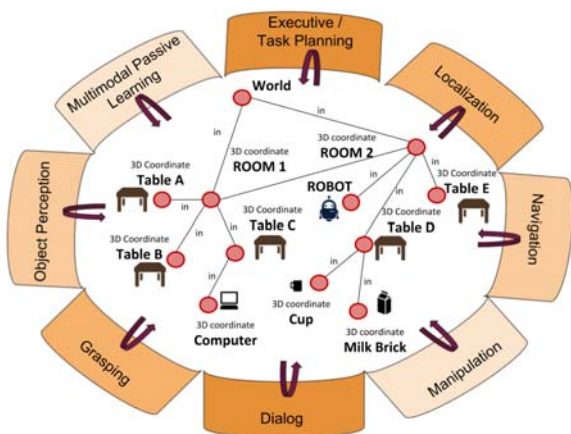 Executive /
Task Planning
Multimodal Passive
Learning
Localization
World
in
in
3D Coordinate
ROOM 1
3D coordinate
ROOM 2
3D Coordinate
Table A
in
in
in
in
in
in
ROBOT
3D coordinate
Table E
3D Coordinate
Table B
3D Coordinate
Table C
3D coordinate
Table D
in
in
in
3D coordinate
Computer
3D coordinate
Cup
3D coordinate
Milk Brick
Object Perception
Navigation
Grasping
Dialog
Manipulation